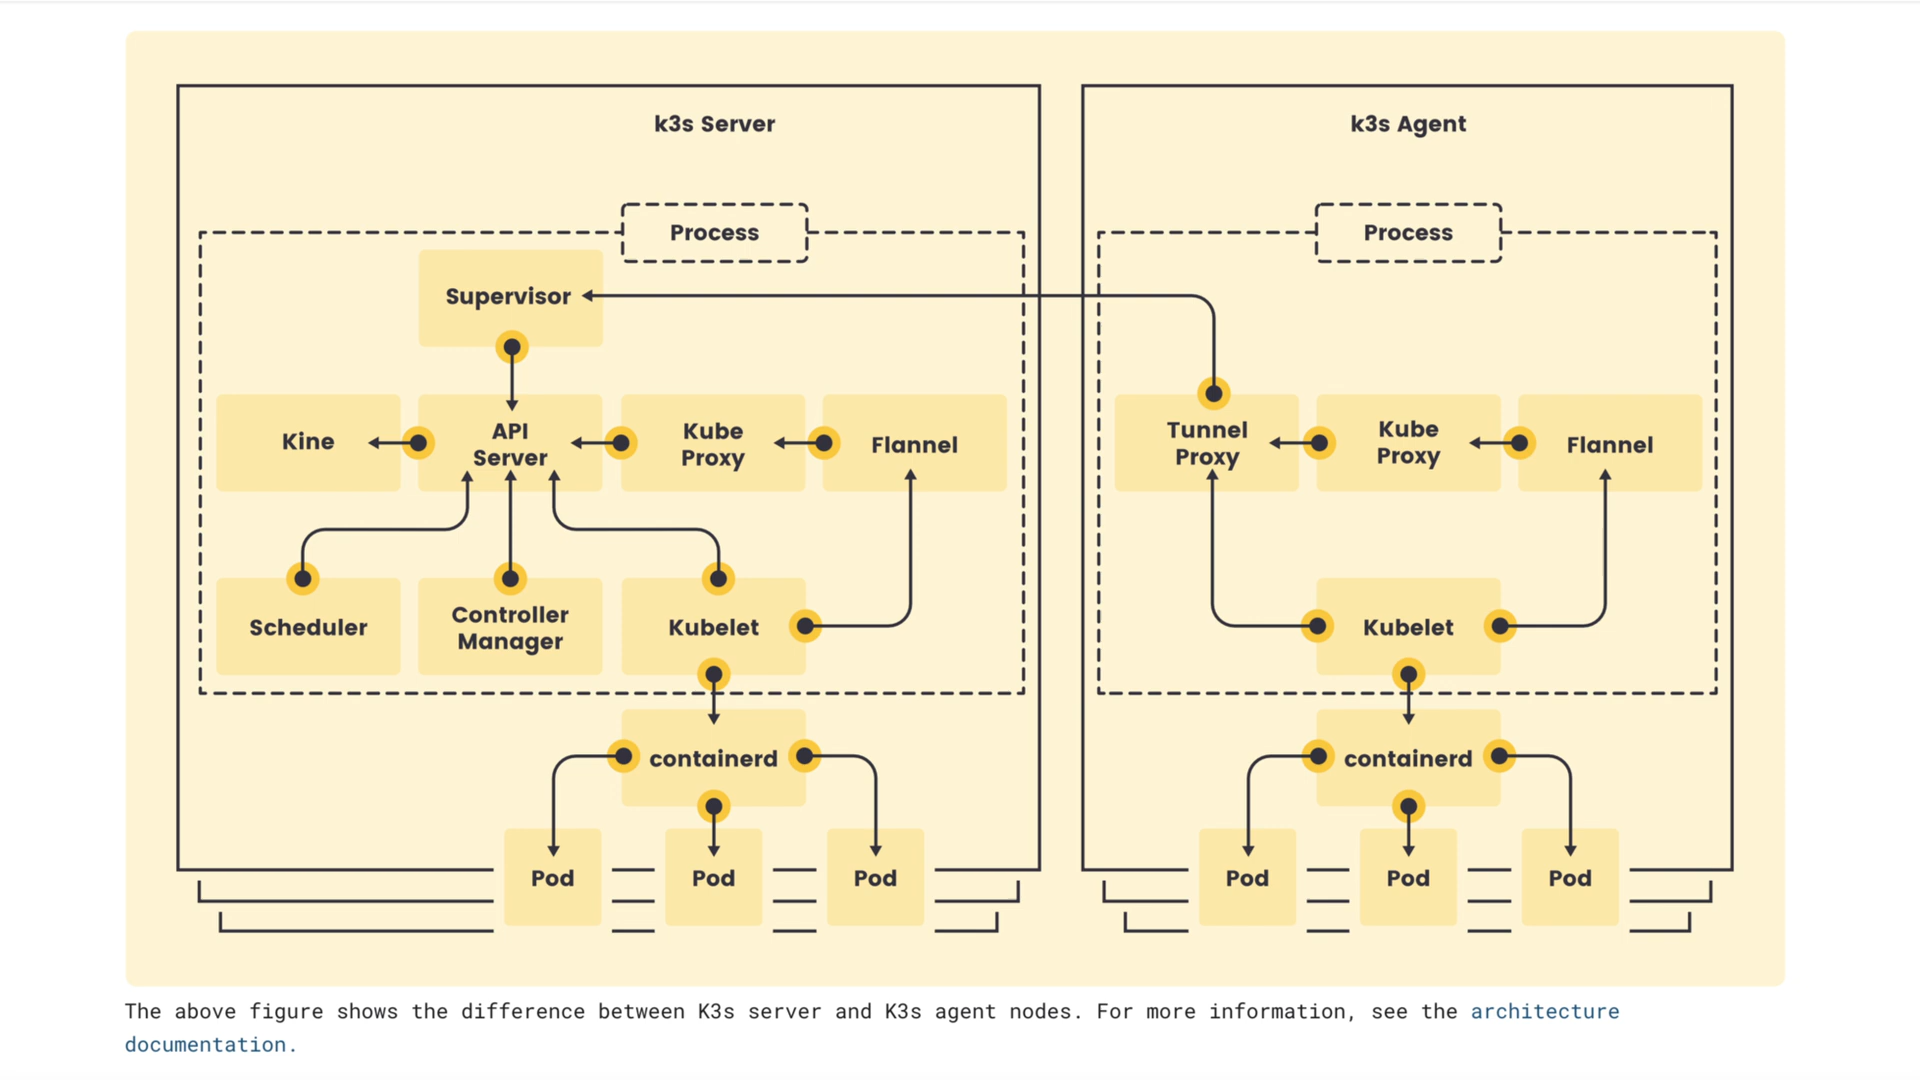 k3s Server
k3s Agent
Process
Process
Supervisor
Kine
API
Server
Kube
Proxy
Flannel
Tunnel
Proxy
Kube
Proxy
Flannel
Scheduler
Controller
Manager
Kubelet
Kubelet
containerd
containerd
Pod
Pod
Pod
Pod
Pod
Pod
The above figure shows the difference between K3s server and K3s agent nodes. For more information, see the architecture
documentation.